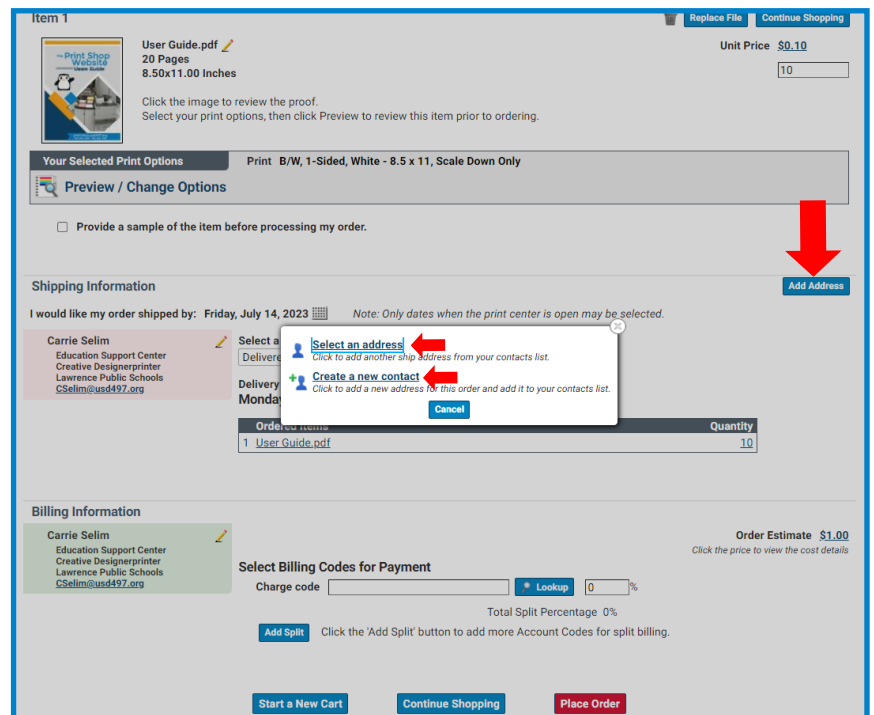 Item 1
Replace File
Continue Shopping
The Print Shop
Website
User Guide
User Guide.pdf
20 Pages
8.50x11.00 Inches
Unit Price $0.10
10
Click the image to review the proof.
Select your print options, then click Preview to review this item prior to ordering.
Your Selected Print Options
Print B/W, 1-Sided, White - 8.5 x 11, Scale Down Only
Preview / Change Options
Provide a sample of the item before processing my order.
Shipping Information
Add Address
I would like my order shipped by: Friday, July 14, 2023
Note: Only dates when the print center is open may be selected.
Carrie Selim
Education Support Center
Creative Designerprinter
Lawrence Public Schools
CSelim@usd497.org
Select a
Delivere
Delivery
Monday
Select an address
Click to add another ship address from your contacts list.
Create a new contact
Click to add a new address for this order and add it to your contacts list.
Cancel
Ordered Items
Quantity
1 User Guide.pdf
10
Billing Information
Carrie Selim
Education Support Center
Creative Designerprinter
Lawrence Public Schools
CSelim@usd497.org
Order Estimate $1.00
Click the price to view the cost details
Select Billing Codes for Payment
Charge code
Lookup
0 %
Total Split Percentage 0%
Add Split
Click the 'Add Split' button to add more Account Codes for split billing.
Start a New Cart
Continue Shopping
Place Order